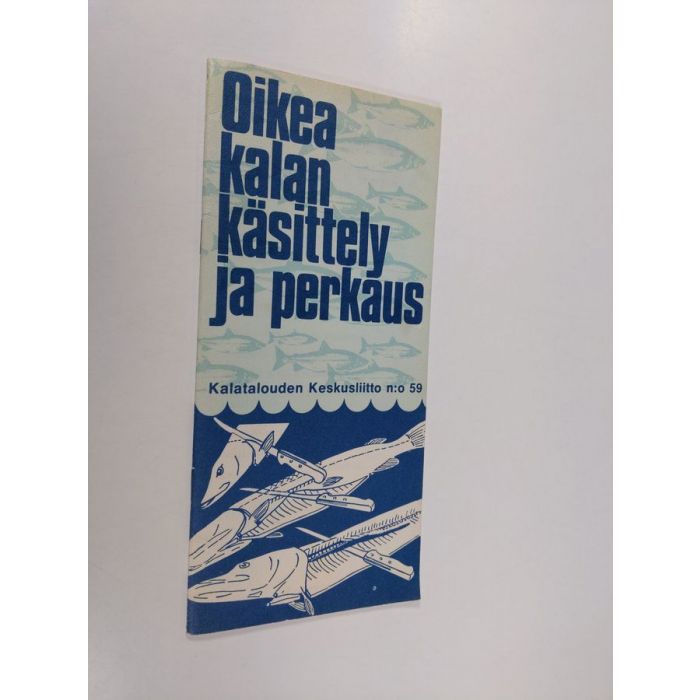 Oikea
kalan
käsittely
ja perkaus
Kalatalouden Keskusliitto n:o 59